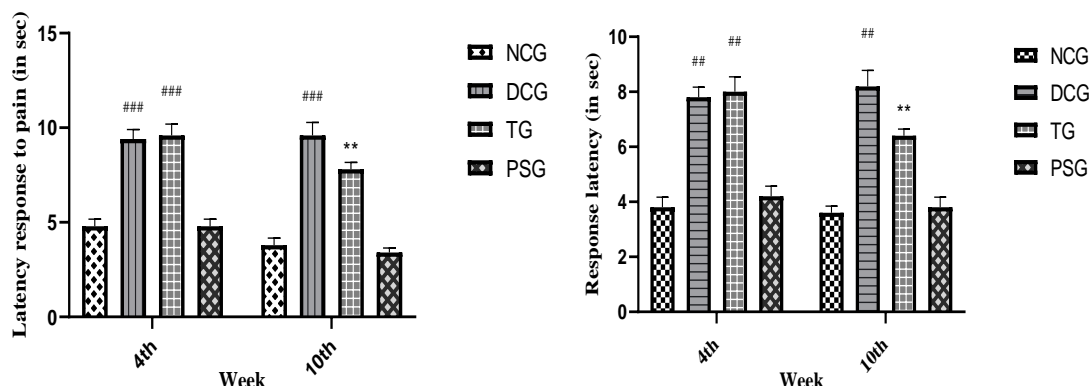 Latency response to pain (in sec)
15
10
5
0
###
###
###
**
4th
10th
Week
NCG
DCG
TG
PSG
Response latency (in sec)
10
8
6
4
2
0
##
##
##
**
4th
10th
Week
NCG
DCG
TG
PSG